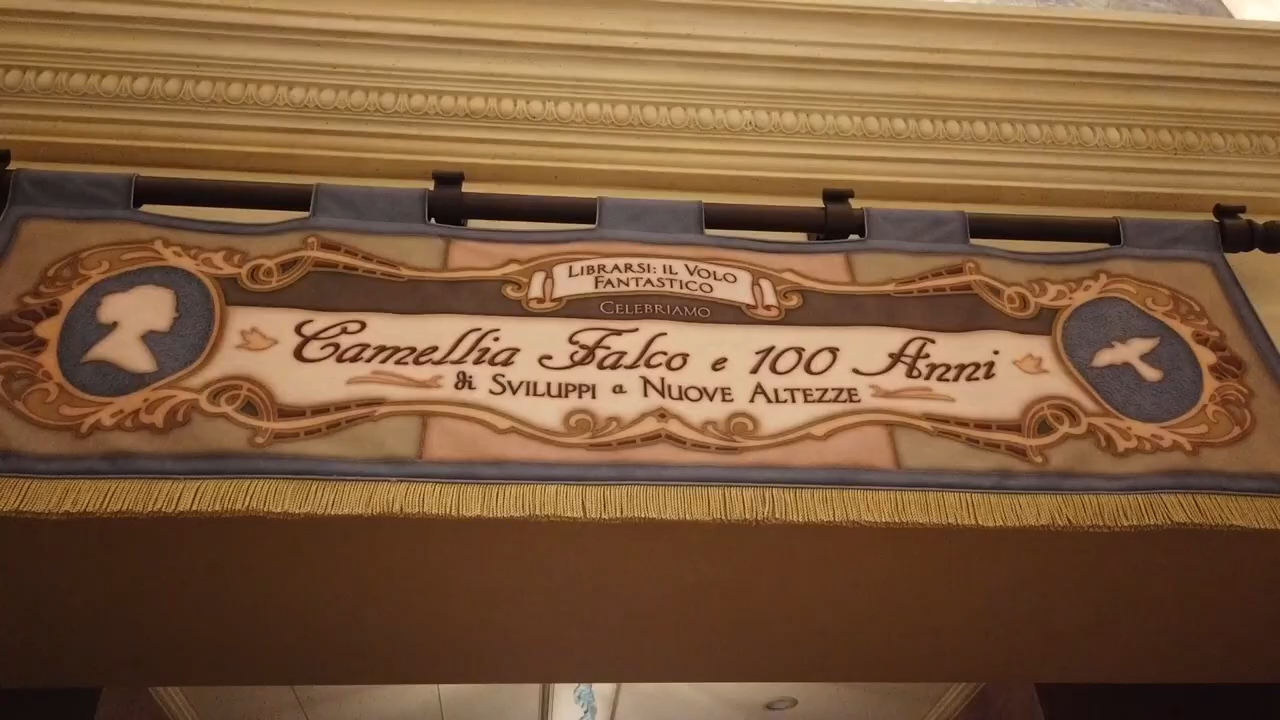 Librarsi: il Volo
Fantastico
Celebriamo
Camellia Falco e 100 Anni
di Sviluppi a Nuove Altezze